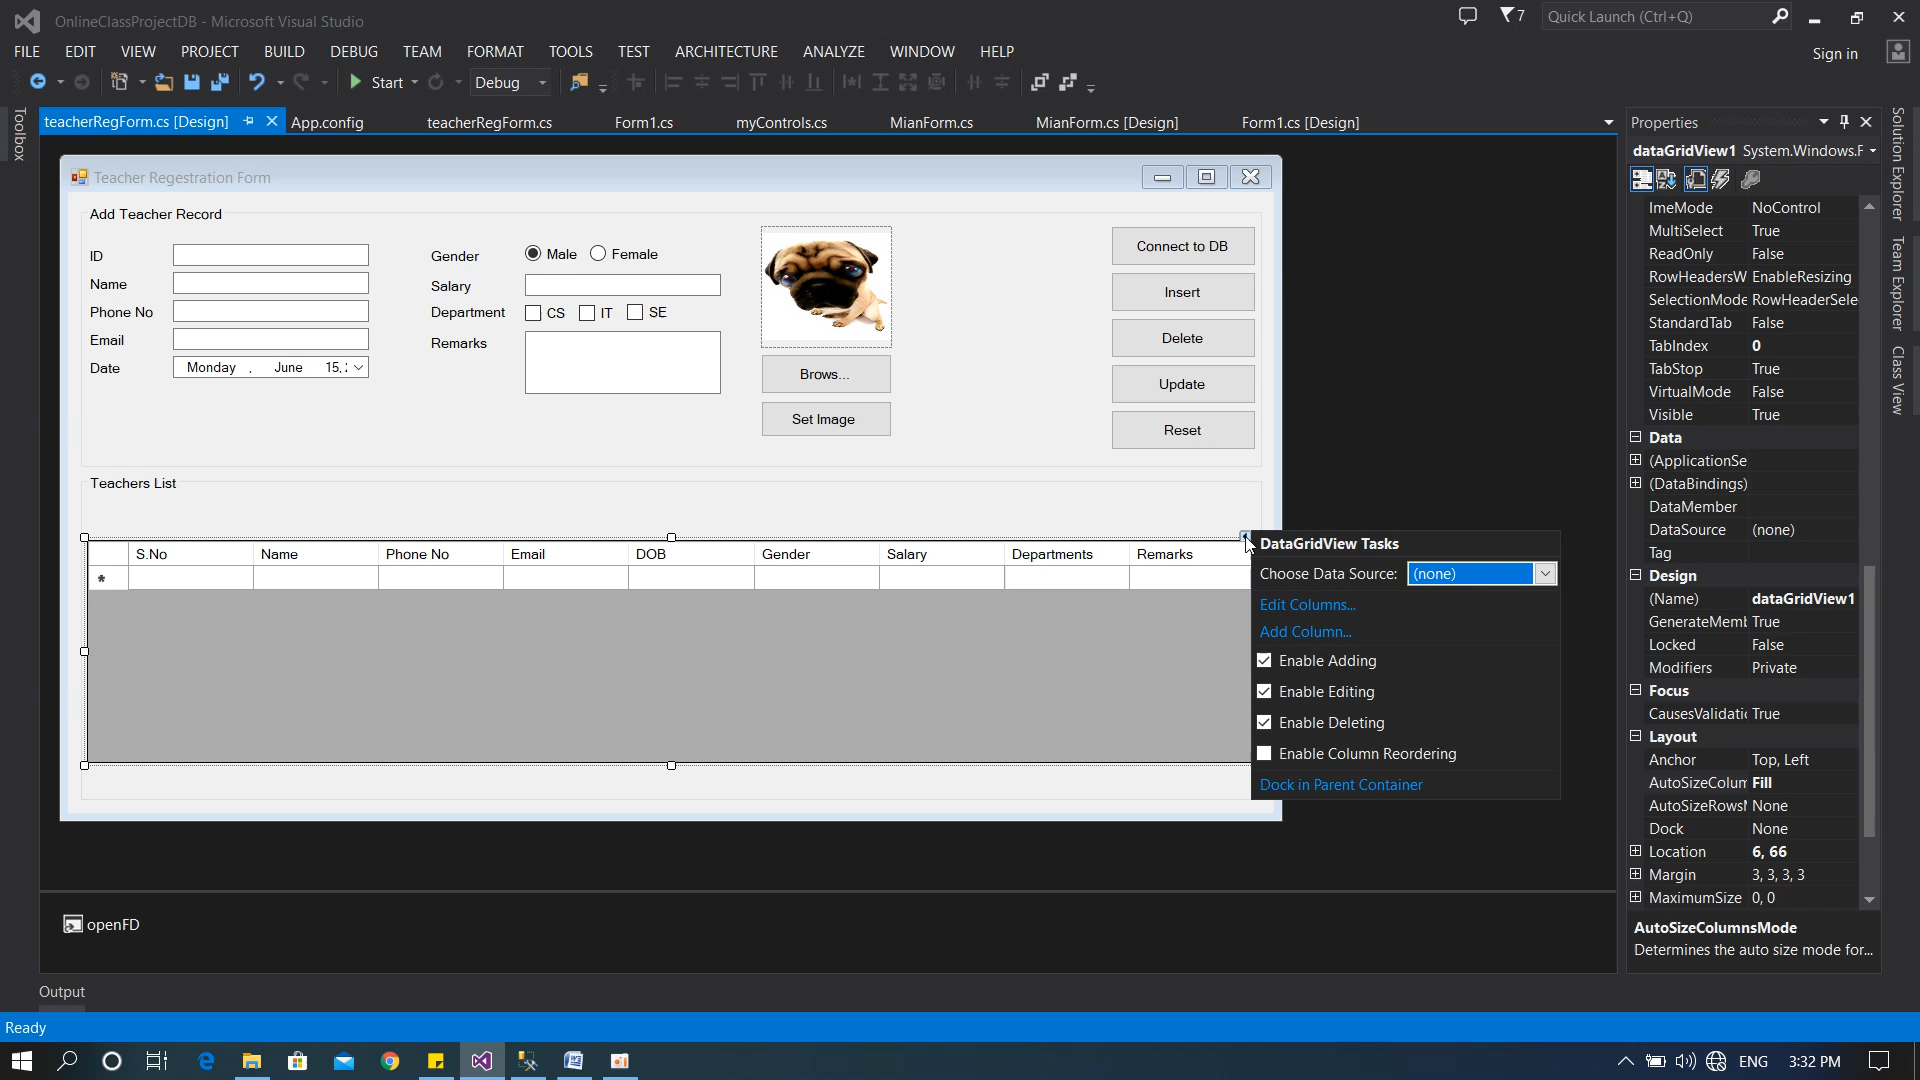 OnlineClassProjectDB - Microsoft Visual Studio
7
Quick Launch (Ctrl+Q)
FILE EDIT VIEW PROJECT BUILD DEBUG TEAM FORMAT TOOLS TEST ARCHITECTURE ANALYZE WINDOW HELP
Sign in
Start Debug
Toolbox
teacherRegForm.cs [Design] App.config teacherRegForm.cs Form1.cs myControls.cs MianForm.cs MianForm.cs [Design] Form1.cs [Design]
Teacher Regestration Form
Add Teacher Record
ID
Name
Phone No
Email
Date
Monday , June 15, :
Gender
Male Female
Salary
Department
CS IT SE
Remarks
Brows...
Set Image
Connect to DB
Insert
Delete
Update
Reset
Teachers List
S.No Name Phone No Email DOB Gender Salary Departments Remarks
*
DataGridView Tasks
Choose Data Source: (none)
Edit Columns...
Add Column...
Enable Adding
Enable Editing
Enable Deleting
Enable Column Reordering
Dock in Parent Container
openFD
Output
Ready
Properties
dataGridView1 System.Windows.F
ImeMode NoControl
MultiSelect True
ReadOnly False
RowHeadersW EnableResizing
SelectionMode RowHeaderSele
StandardTab False
TabIndex 0
TabStop True
VirtualMode False
Visible True
Data
(ApplicationSe
(DataBindings)
DataMember
DataSource (none)
Tag
Design
(Name) dataGridView1
GenerateMemb True
Locked False
Modifiers Private
Focus
CausesValidatic True
Layout
Anchor Top, Left
AutoSizeColum Fill
AutoSizeRowsM None
Dock None
Location 6, 66
Margin 3, 3, 3, 3
MaximumSize 0, 0
AutoSizeColumnsMode
Determines the auto size mode for...
Solution Explorer
Team Explorer
Class View
ENG 3:32 PM